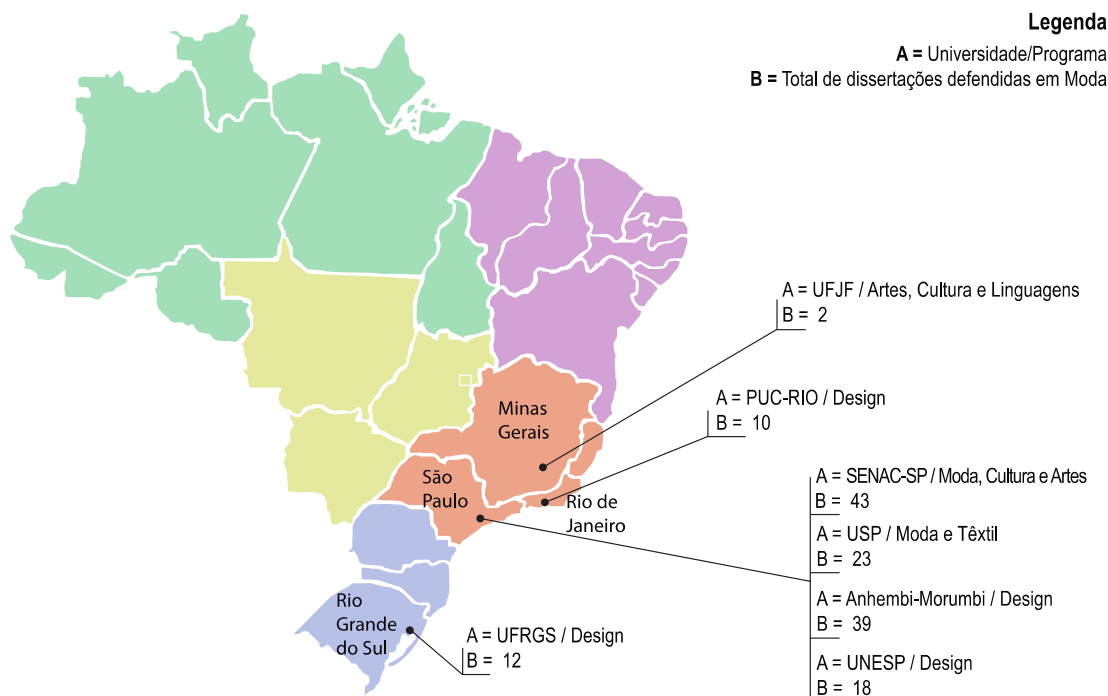 Legenda
A = Universidade/Programa
B = Total de dissertações defendidas em Moda
A = UFJF / Artes, Cultura e Linguagens
B = 2
A = PUC-RIO / Design
B = 10
Minas
Gerais
São
Paulo
Rio de
Janeiro
A = SENAC-SP / Moda, Cultura e Artes
B = 43
A = USP / Moda e Têxtil
B = 23
A = Anhembi-Morumbi / Design
B = 39
A = UNESP / Design
B = 18
Rio
Grande
do Sul
A = UFRGS / Design
B = 12